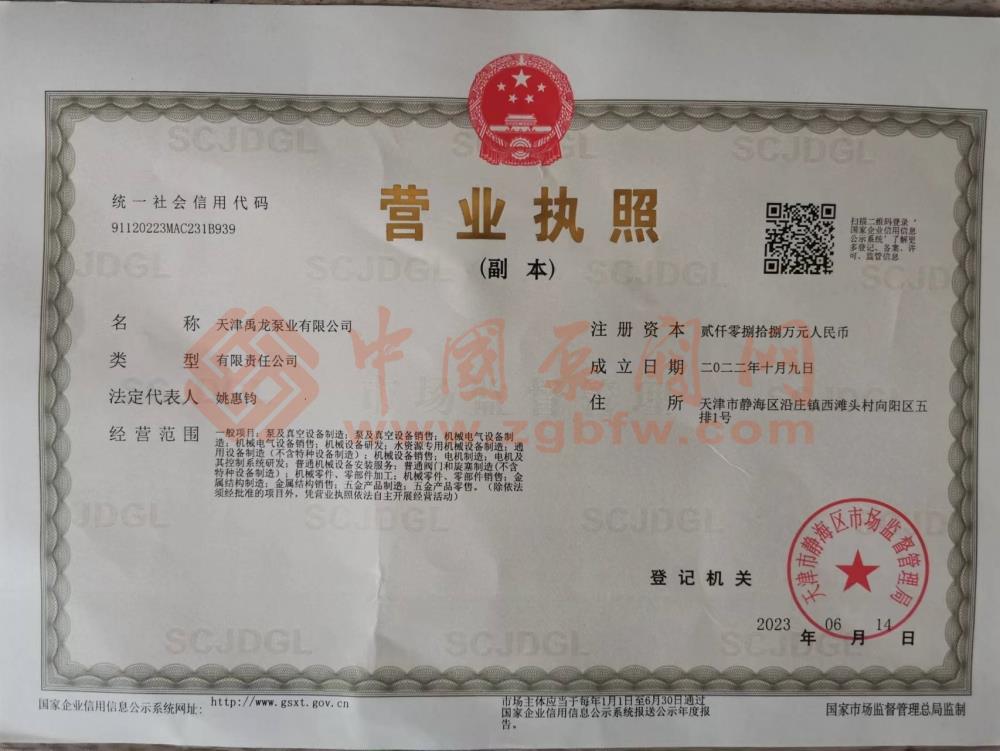 营业执照
(副 本)
统一社会信用代码
91120223MAC231B939
扫描二维码登录‘
国家企业信用信息
公示系统’了解更
多登记、备案、许
可、监管信息
名 称 天津禹龙泵业有限公司
类 型 有限责任公司
法定代表人 姚惠钧
经营范围 一般项目：泵及真空设备制造；泵及真空设备销售；机械电气设备制
造；机械电气设备销售；机械设备研发；水资源专用机械设备制造；通
用设备制造（不含特种设备制造）；机械设备销售；电机制造；电机及
其控制系统研发；普通机械设备安装服务；普通阀门和旋塞制造(不含
特种设备制造)；机械零件、零部件加工；机械零件、零部件销售；金
属结构制造；金属结构销售；五金产品制造；五金产品零售。（除依法
须经批准的项目外，凭营业执照依法自主开展经营活动）
注册资本 贰仟零捌拾捌万元人民币
成立日期 二〇二二年十月九日
住 所 天津市静海区沿庄镇西滩头村向阳区五
排1号
中国泵阀网
www.zgbfw.com
登记机关
天津市静海区市场监督管理局
2023 年 06 月 14 日
国家企业信用信息公示系统网址: http://www.gsxt.gov.cn
市场主体应当于每年1月1日至6月30日通过
国家企业信用信息公示系统报送公示年度报
告。
国家市场监督管理总局监制
SCJDGL